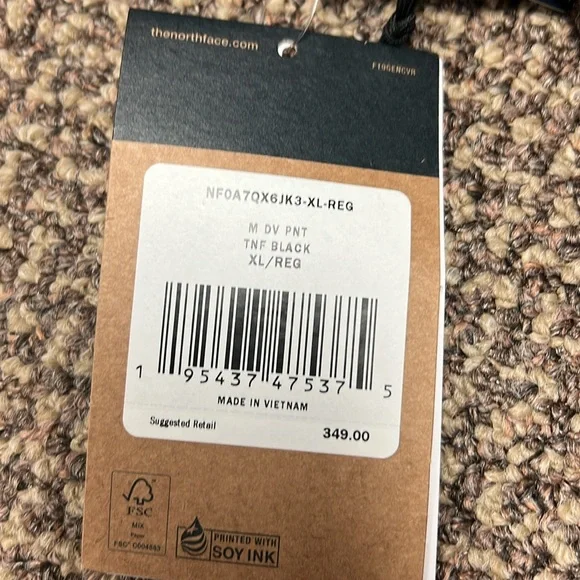 thenorthface.com
F19GENCVR
NF0A7QX6JK3-XL-REG
M DV PNT
TNF BLACK
XL/REG
1 95437 47537 5
MADE IN VIETNAM
Suggested Retail 349.00
FSC
MIX
Paper
PRINTED WITH
SOY INK